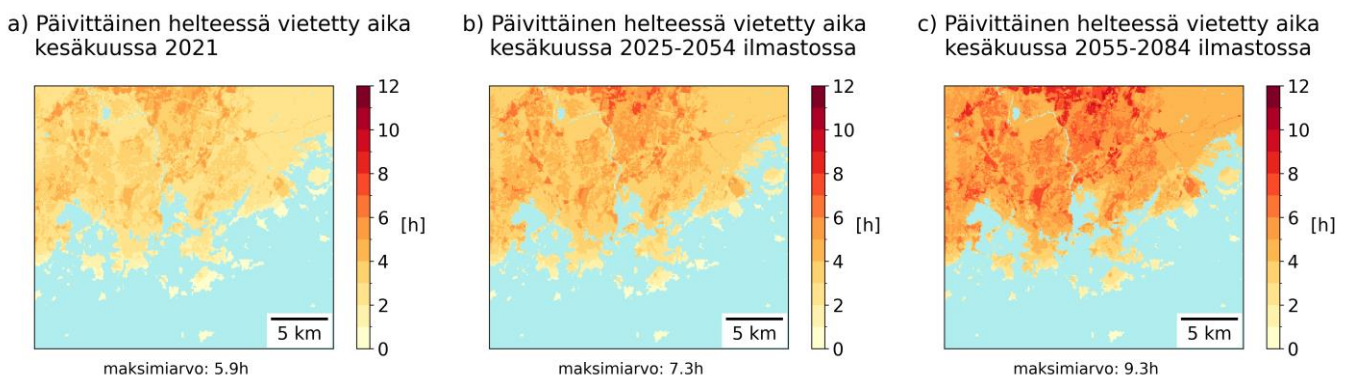 a) Päivittäinen helteessä vietetty aika
kesäkuussa 2021
12
10
8
6
4
2
0
[h]
5 km
maksimiarvo: 5.9h
b) Päivittäinen helteessä vietetty aika
kesäkuussa 2025-2054 ilmastossa
12
10
8
6
4
2
0
[h]
5 km
maksimiarvo: 7.3h
c) Päivittäinen helteessä vietetty aika
kesäkuussa 2055-2084 ilmastossa
12
10
8
6
4
2
0
[h]
5 km
maksimiarvo: 9.3h